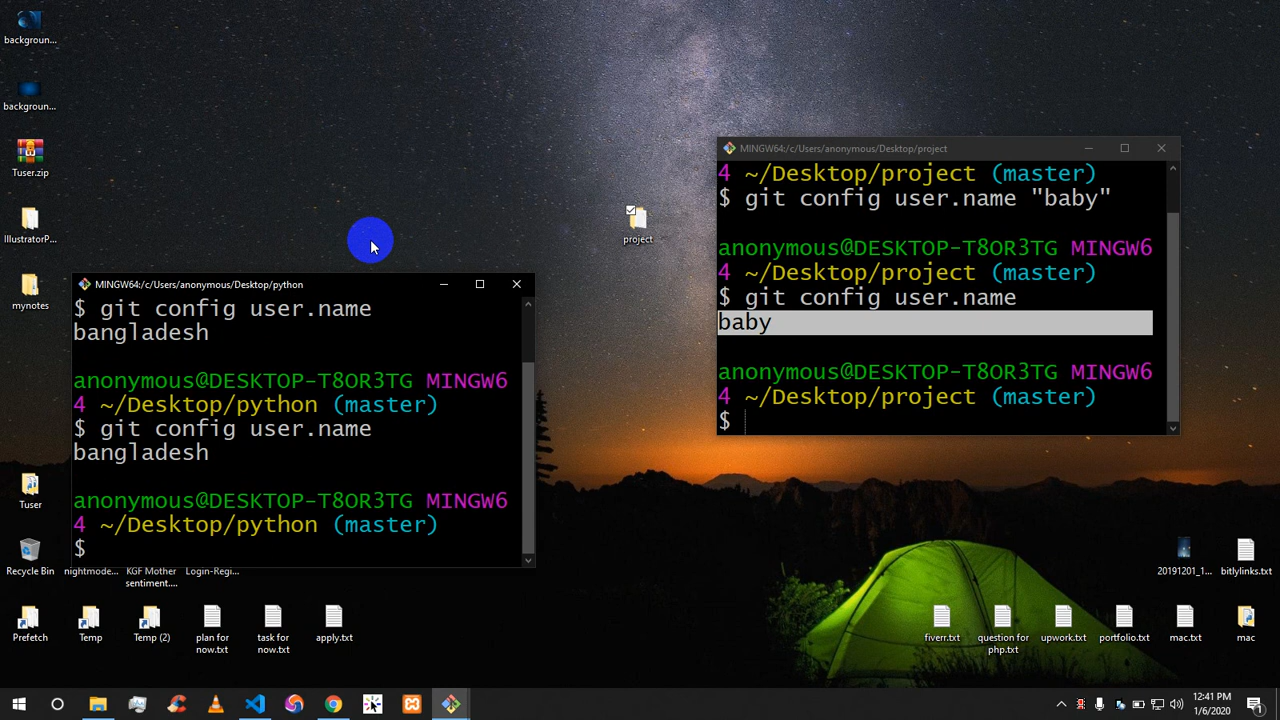 backgroun...
backgroun...
Tuser.zip
IllustratorP...
mynotes
Tuser
Recycle Bin
nightmode...
KGF Mother
sentiment....
Login-Regi...
Prefetch
Temp
Temp (2)
plan for
now.txt
task for
now.txt
apply.txt
project
MINGW64:/c/Users/anonymous/Desktop/python
$ git config user.name
bangladesh
anonymous@DESKTOP-T8OR3TG MINGW6
4 ~/Desktop/python (master)
$ git config user.name
bangladesh
anonymous@DESKTOP-T8OR3TG MINGW6
4 ~/Desktop/python (master)
$
MINGW64:/c/Users/anonymous/Desktop/project
4 ~/Desktop/project (master)
$ git config user.name "baby"
anonymous@DESKTOP-T8OR3TG MINGW6
4 ~/Desktop/project (master)
$ git config user.name
baby
anonymous@DESKTOP-T8OR3TG MINGW6
4 ~/Desktop/project (master)
$
20191201_1...
bitlylinks.txt
fiverr.txt
question for
php.txt
upwork.txt
portfolio.txt
mac.txt
mac
12:41 PM
1/6/2020
1